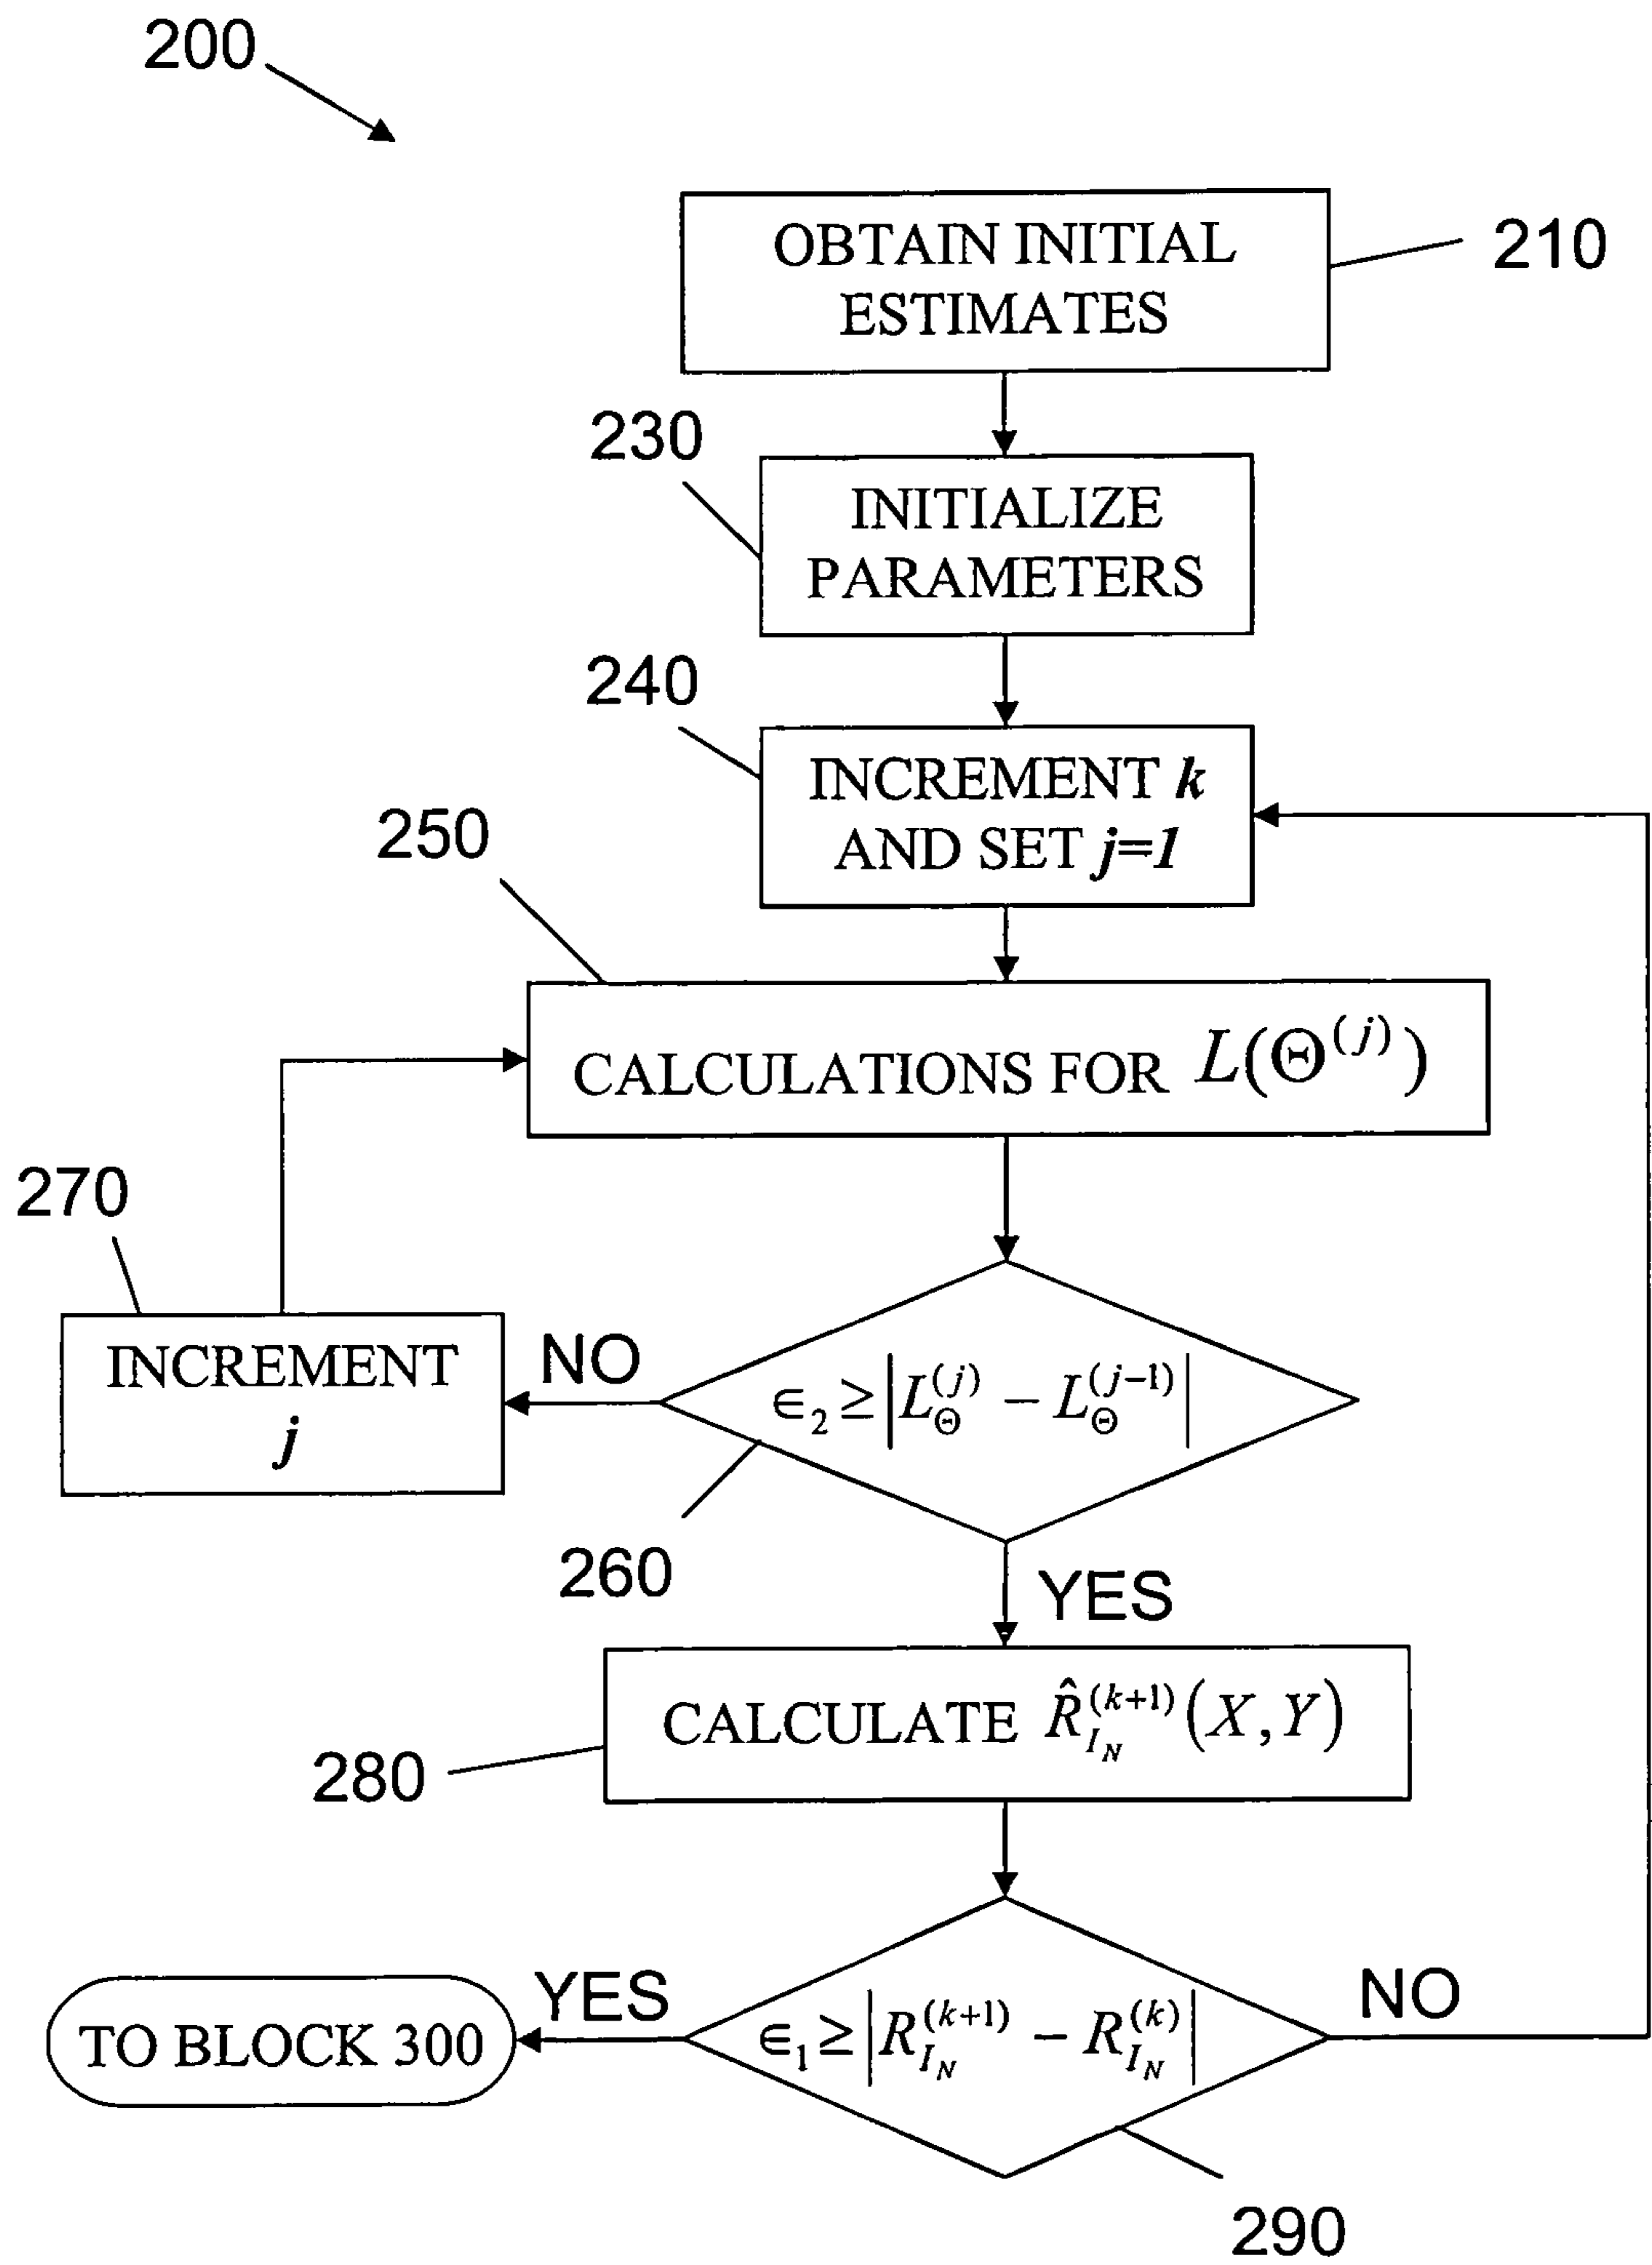 200
OBTAIN INITIAL
ESTIMATES
210
230
INITIALIZE
PARAMETERS
240
INCREMENT k
AND SET j=1
250
CALCULATIONS FOR L(Θ^(j))
270
INCREMENT
j
NO
∈₂ ≥ |L_Θ^(j) − L_Θ^(j−1)|
260
YES
CALCULATE R̂_{I_N}^(k+1)(X,Y)
280
YES
NO
TO BLOCK 300
∈₁ ≥ |R_{I_N}^(k+1) − R_{I_N}^(k)|
290